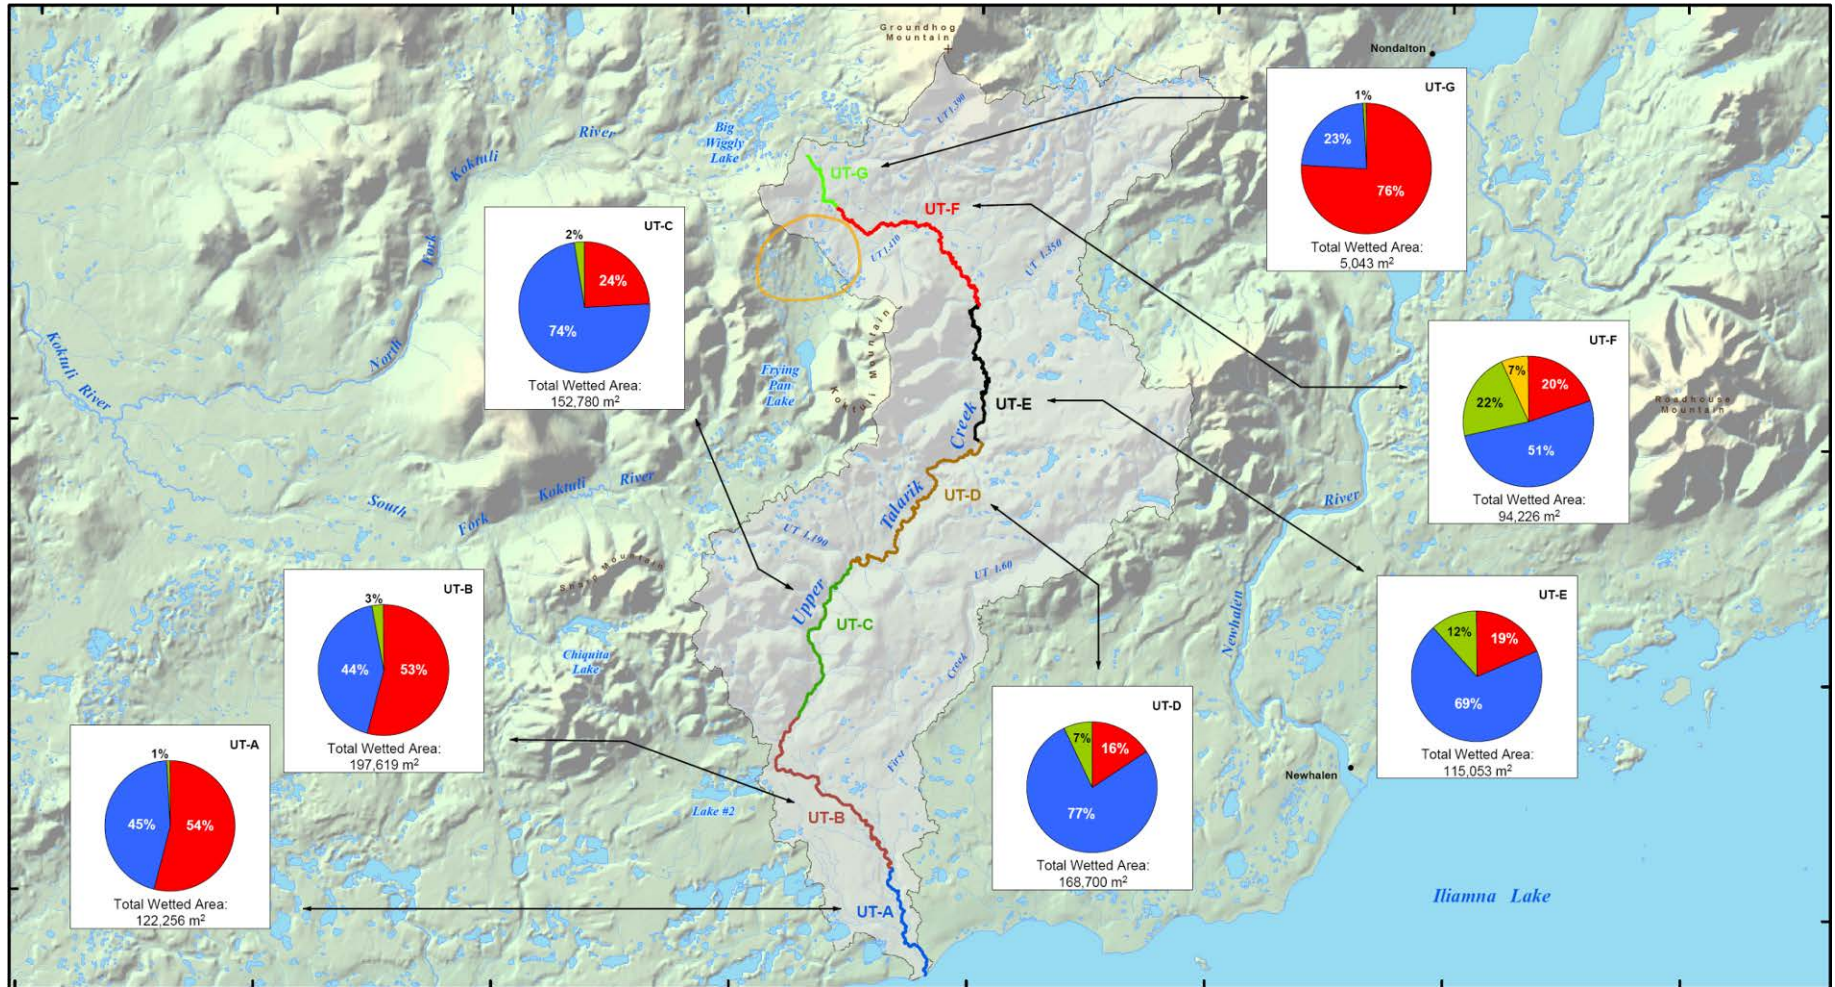 Groundhog
Mountain
Nondalton
UT1.390
UT-G
1%
23%
76%
Total Wetted Area:
5,043 m²
Big
Wiggly
Lake
River
Koktuli
Fork
North
UT-G
UT-F
UT1.410
UT 1.350
UT-C
2%
24%
74%
Total Wetted Area:
152,780 m²
Koktuli River
Frying
Pan
Lake
Koktuli Mountain
UT-E
UT-F
7%
20%
22%
51%
Total Wetted Area:
94,226 m²
Roadhouse
Mountain
South
Fork
Koktuli River
Upper
Talarik
Creek
UT-D
River
Newhalen
UT 1.190
UT 1.60
Sharp Mountain
UT-B
3%
44%
53%
Total Wetted Area:
197,619 m²
Chiquita
Lake
UT-C
Creek
First
UT-E
12%
19%
69%
Total Wetted Area:
115,053 m²
UT-D
7%
16%
77%
Total Wetted Area:
168,700 m²
Newhalen
UT-A
1%
45%
54%
Total Wetted Area:
122,256 m²
Lake #2
UT-B
UT-A
Iliamna Lake